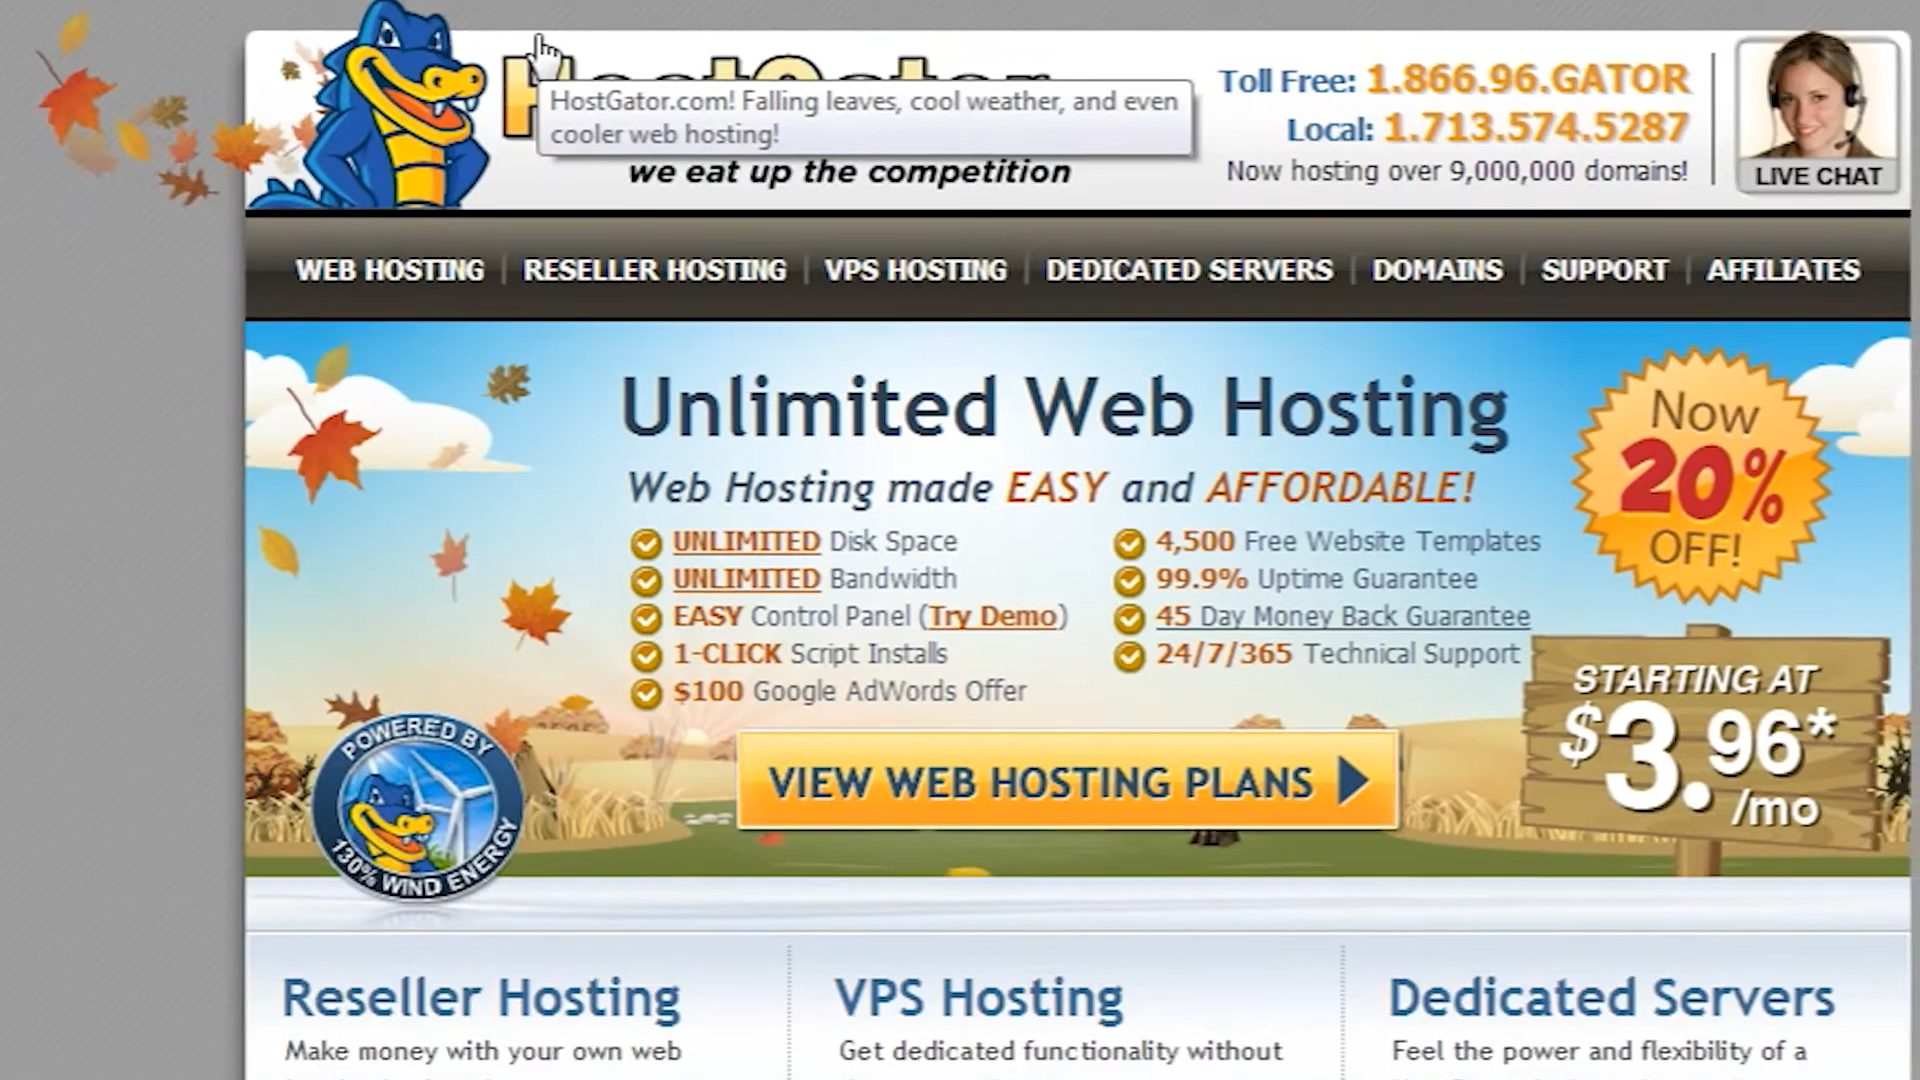 HostGator.com! Falling leaves, cool weather, and even
cooler web hosting!
we eat up the competition
Toll Free: 1.866.96.GATOR
Local: 1.713.574.5287
Now hosting over 9,000,000 domains!
LIVE CHAT
WEB HOSTING
RESELLER HOSTING
VPS HOSTING
DEDICATED SERVERS
DOMAINS
SUPPORT
AFFILIATES
Unlimited Web Hosting
Web Hosting made EASY and AFFORDABLE!
UNLIMITED Disk Space
UNLIMITED Bandwidth
EASY Control Panel (Try Demo)
1-CLICK Script Installs
$100 Google AdWords Offer
4,500 Free Website Templates
99.9% Uptime Guarantee
45 Day Money Back Guarantee
24/7/365 Technical Support
Now
20%
OFF!
STARTING AT
$3.96*
/mo
POWERED BY
130% WIND ENERGY
VIEW WEB HOSTING PLANS
Reseller Hosting
Make money with your own web
VPS Hosting
Get dedicated functionality without
Dedicated Servers
Feel the power and flexibility of a